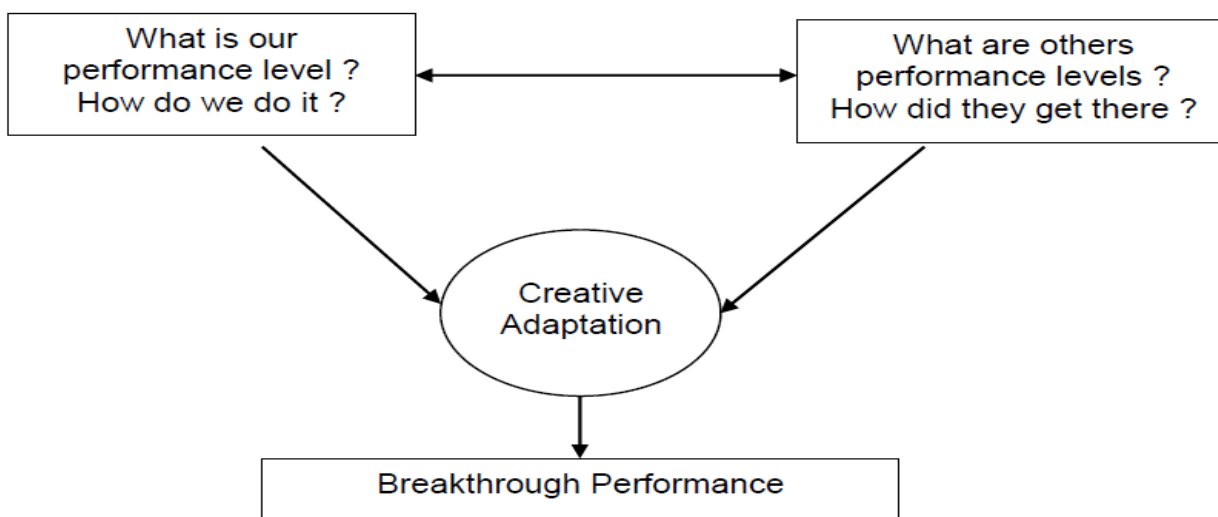 What is our
performance level ?
How do we do it ?
What are others
performance levels ?
How did they get there ?
Creative
Adaptation
Breakthrough Performance